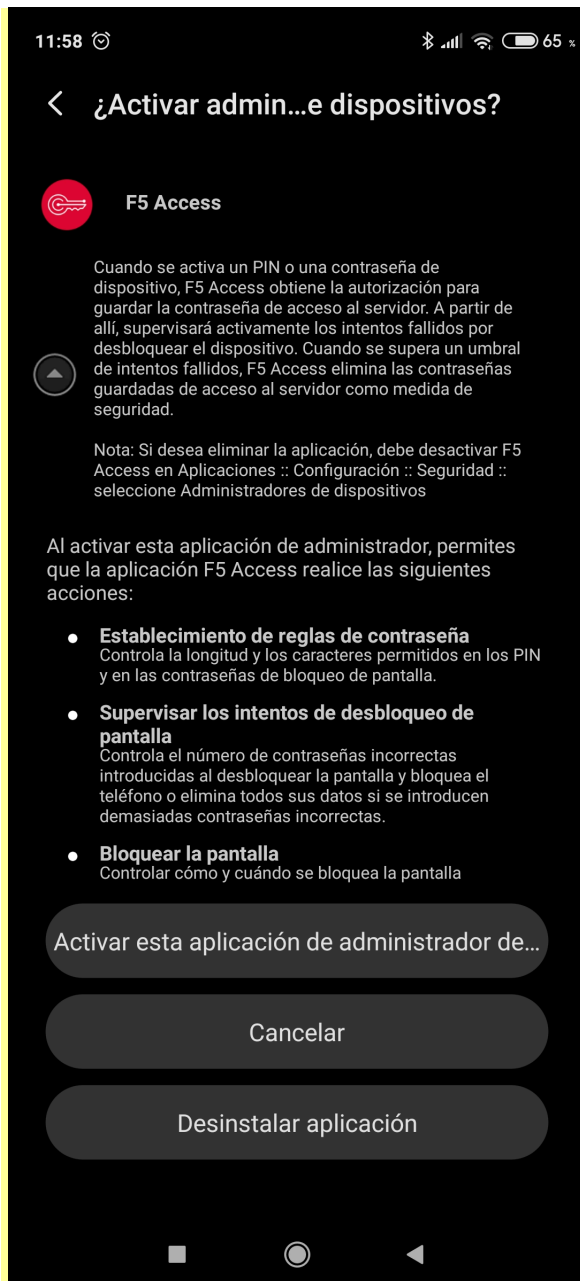 11:58
65 %
¿Activar admin...e dispositivos?
F5 Access
Cuando se activa un PIN o una contraseña de
dispositivo, F5 Access obtiene la autorización para
guardar la contraseña de acceso al servidor. A partir de
allí, supervisará activamente los intentos fallidos por
desbloquear el dispositivo. Cuando se supera un umbral
de intentos fallidos, F5 Access elimina las contraseñas
guardadas de acceso al servidor como medida de
seguridad.
Nota: Si desea eliminar la aplicación, debe desactivar F5
Access en Aplicaciones :: Configuración :: Seguridad ::
seleccione Administradores de dispositivos
Al activar esta aplicación de administrador, permites
que la aplicación F5 Access realice las siguientes
acciones:
Establecimiento de reglas de contraseña
Controla la longitud y los caracteres permitidos en los PIN
y en las contraseñas de bloqueo de pantalla.
Supervisar los intentos de desbloqueo de
pantalla
Controla el número de contraseñas incorrectas
introducidas al desbloquear la pantalla y bloquea el
teléfono o elimina todos sus datos si se introducen
demasiadas contraseñas incorrectas.
Bloquear la pantalla
Controlar cómo y cuándo se bloquea la pantalla
Activar esta aplicación de administrador de...
Cancelar
Desinstalar aplicación